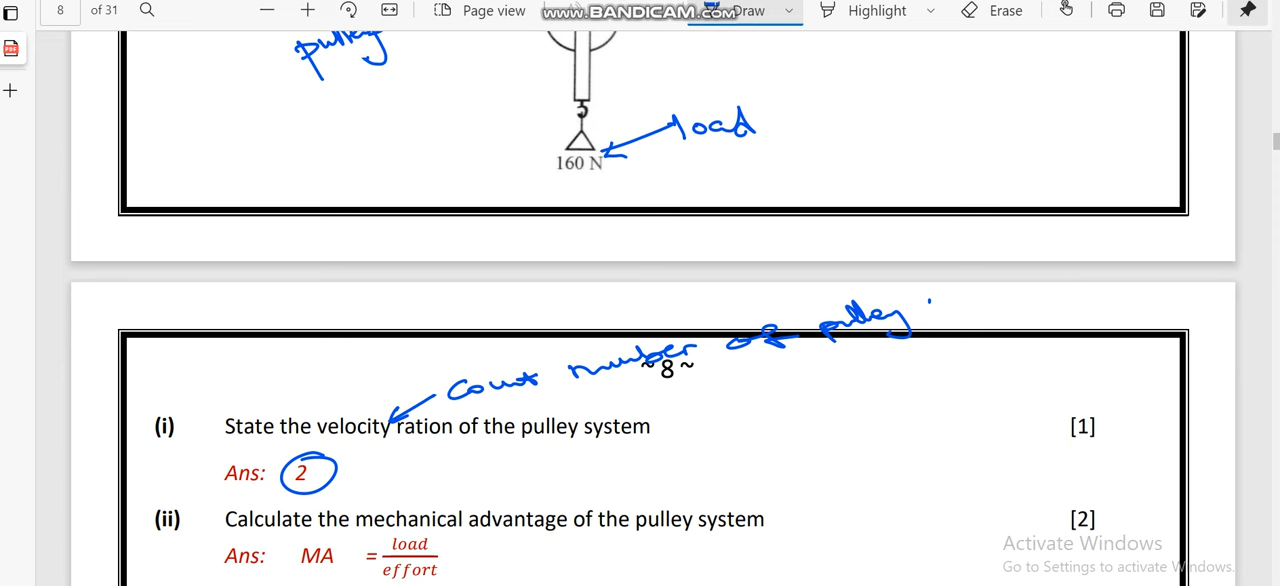 8 of 31 Page view www.BANDICAM.com Draw Highlight Erase
pulley
load
160 N
Count number of pulley
~8~
(i) State the velocity ration of the pulley system [1]
Ans: 2
(ii) Calculate the mechanical advantage of the pulley system [2]
Ans: MA = load
effort
Activate Windows
Go to Settings to activate Windows.